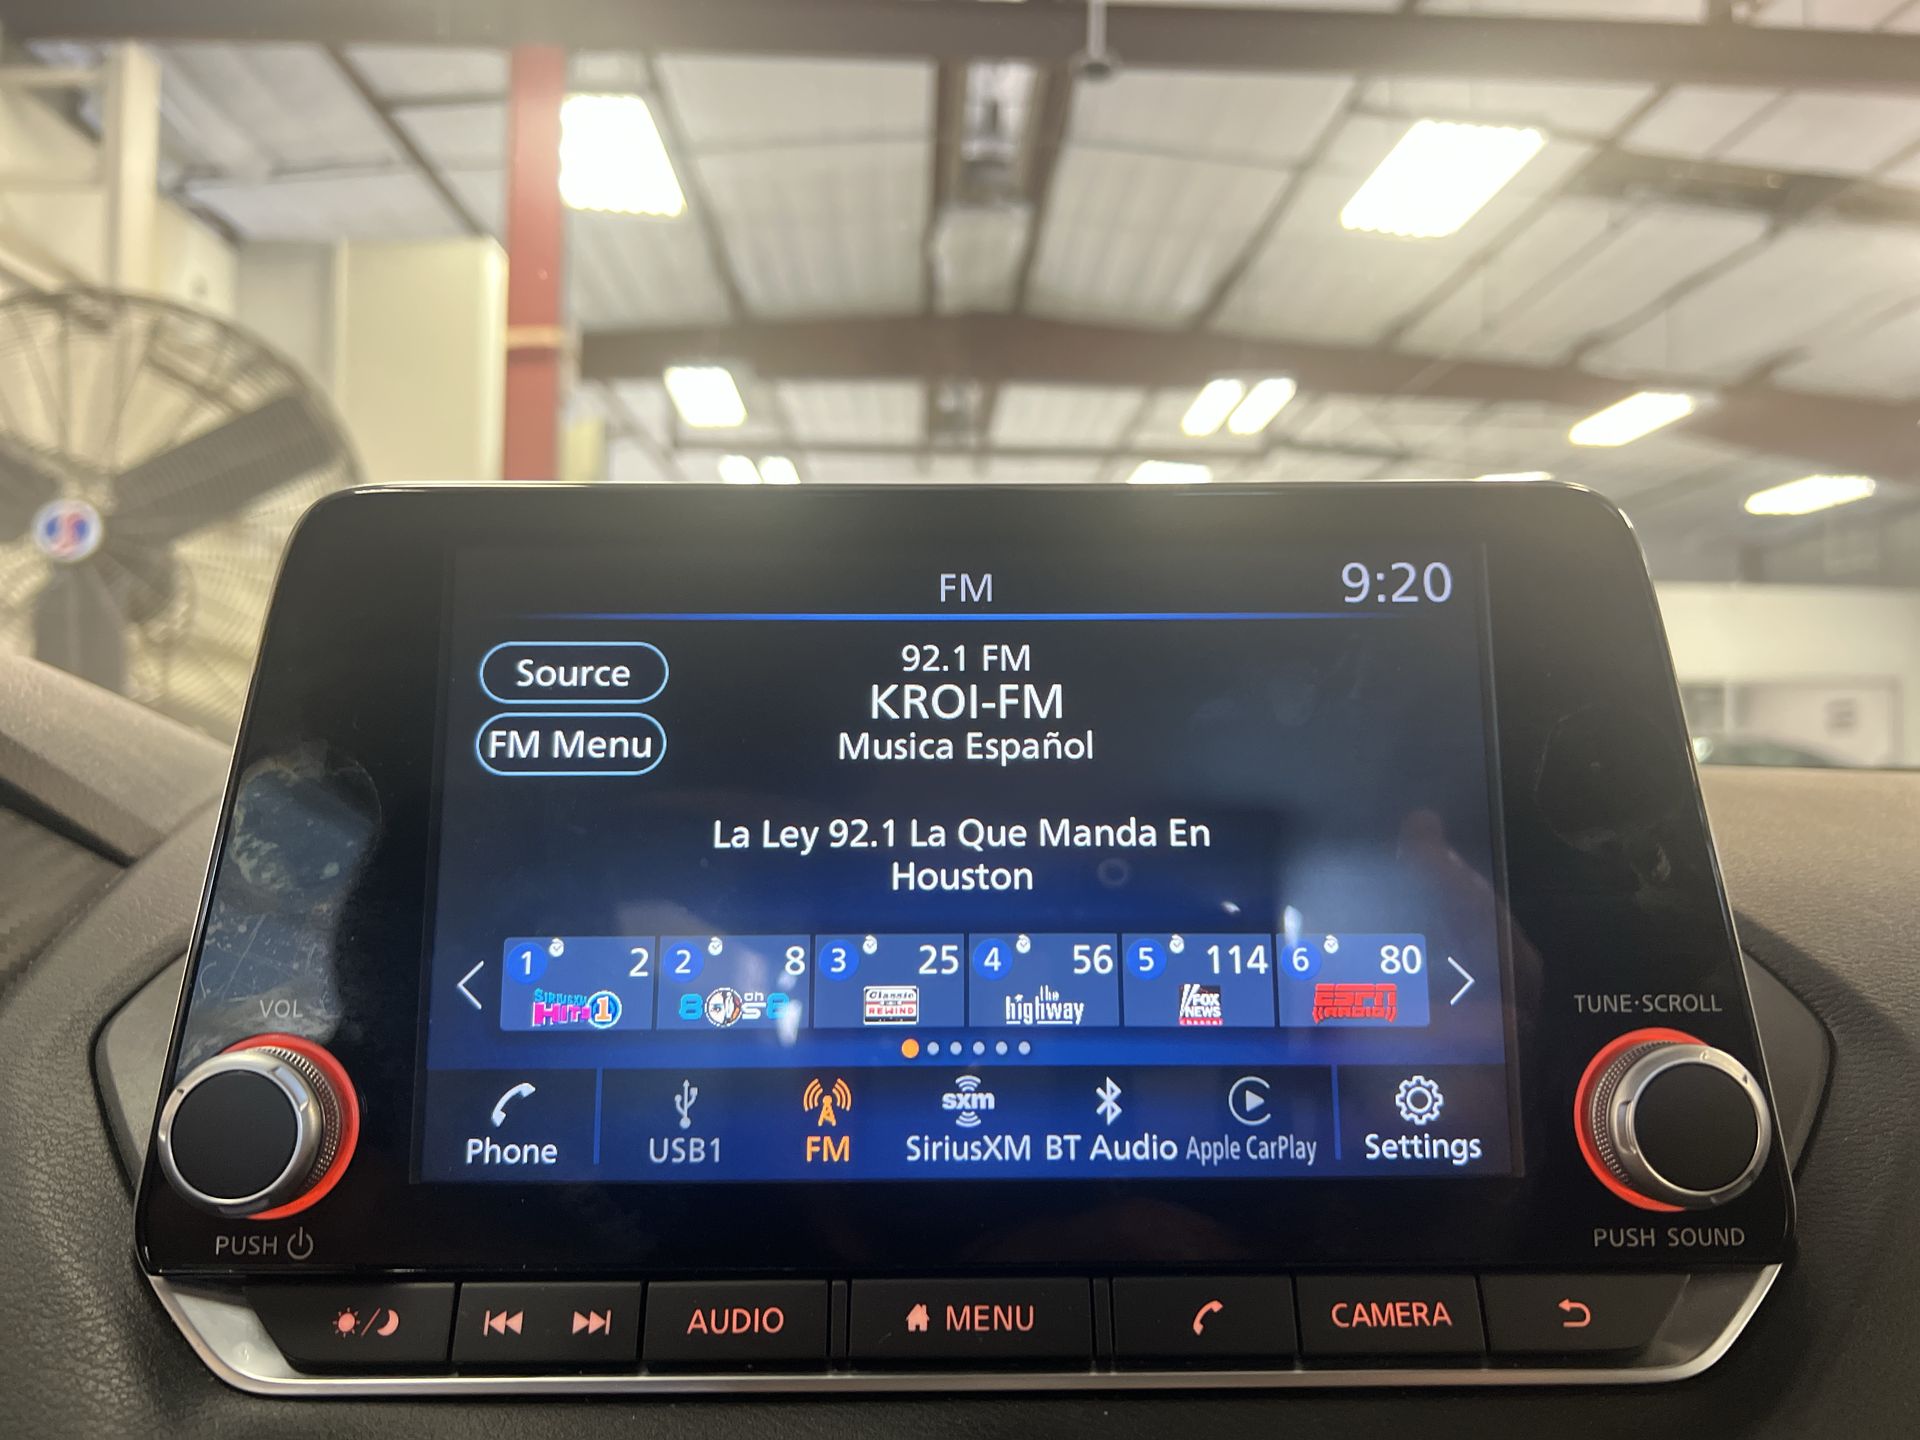 FM
9:20
Source
92.1 FM
KROI-FM
FM Menu
Musica Español
La Ley 92.1 La Que Manda En
Houston
1 2
2 8
3 25
4 56
5 114
6 80
SIRIUSXM
HITS 1
80s on 8
Classic
REWIND
the
highway
FOX
NEWS
channel
ESPN
RADIO
VOL
TUNE·SCROLL
sxm
Phone
USB1
FM
SiriusXM
BT Audio
Apple CarPlay
Settings
PUSH
PUSH SOUND
AUDIO
MENU
CAMERA